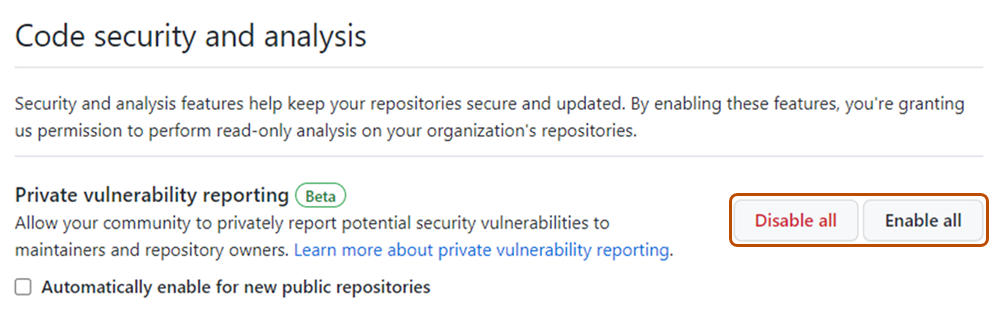 Code security and analysis
Security and analysis features help keep your repositories secure and updated. By enabling these features, you're granting
us permission to perform read-only analysis on your organization's repositories.
Private vulnerability reporting Beta
Allow your community to privately report potential security vulnerabilities to
maintainers and repository owners. Learn more about private vulnerability reporting.
Disable all Enable all
Automatically enable for new public repositories